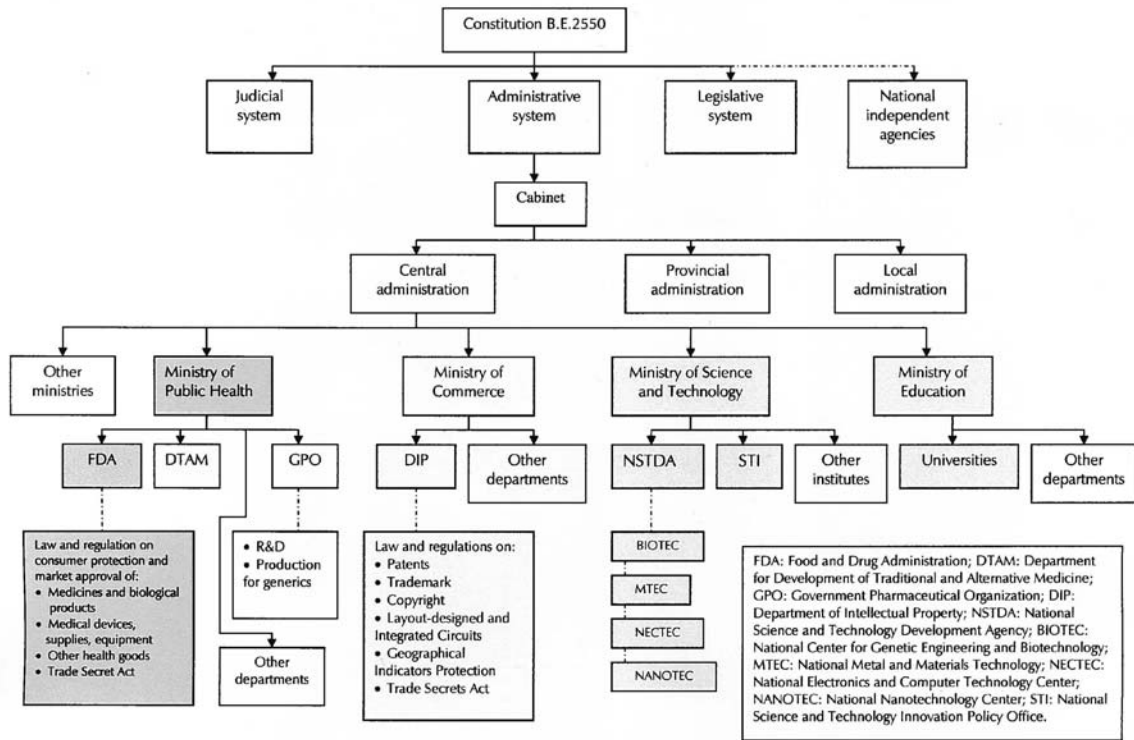 Constitution B.E.2550
Judicial
system
Administrative
system
Legislative
system
National
independent
agencies
Cabinet
Central
administration
Provincial
administration
Local
administration
Other
ministries
Ministry of
Public Health
Ministry of
Commerce
Ministry of Science
and Technology
Ministry of
Education
FDA
DTAM
GPO
DIP
Other
departments
NSTDA
STI
Other
institutes
Universities
Other
departments
Law and regulation on
consumer protection and
market approval of:
• Medicines and biological
products
• Medical devices,
supplies, equipment
• Other health goods
• Trade Secret Act
• R&D
• Production
for generics
Other
departments
Law and regulations on:
• Patents
• Trademark
• Copyright
• Layout-designed and
Integrated Circuits
• Geographical
Indicators Protection
• Trade Secrets Act
BIOTEC
MTEC
NECTEC
NANOTEC
FDA: Food and Drug Administration; DTAM: Department
for Development of Traditional and Alternative Medicine;
GPO: Government Pharmaceutical Organization; DIP:
Department of Intellectual Property; NSTDA: National
Science and Technology Development Agency; BIOTEC:
National Center for Genetic Engineering and Biotechnology;
MTEC: National Metal and Materials Technology; NECTEC:
National Electronics and Computer Technology Center;
NANOTEC: National Nanotechnology Center; STI: National
Science and Technology Innovation Policy Office.